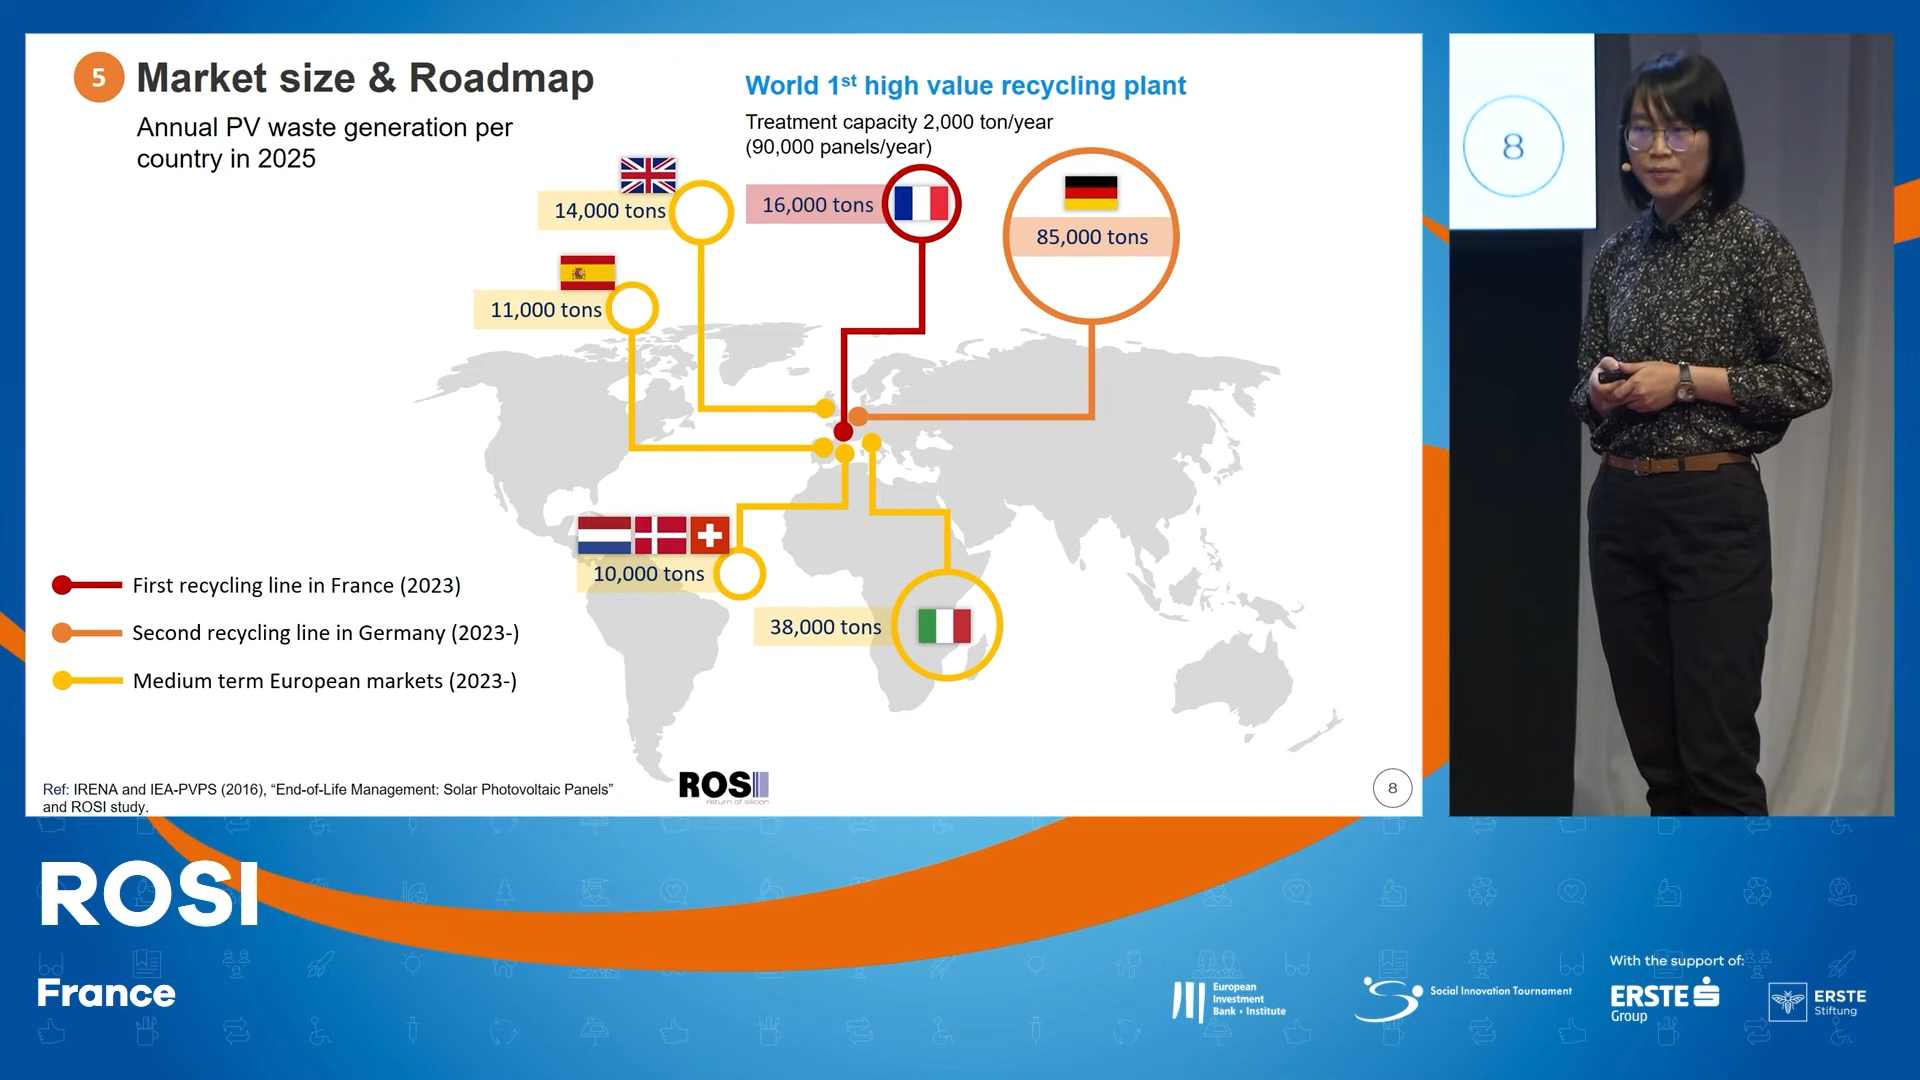 5
Market size & Roadmap
Annual PV waste generation per
country in 2025
World 1st high value recycling plant
Treatment capacity 2,000 ton/year
(90,000 panels/year)
14,000 tons
16,000 tons
85,000 tons
11,000 tons
10,000 tons
38,000 tons
First recycling line in France (2023)
Second recycling line in Germany (2023-)
Medium term European markets (2023-)
Ref: IRENA and IEA-PVPS (2016), “End-of-Life Management: Solar Photovoltaic Panels”
and ROSI study.
ROSI
return of silicon
8
8
ROSI
France
European
Investment
Bank • Institute
Social Innovation Tournament
With the support of:
ERSTE
Group
ERSTE
Stiftung